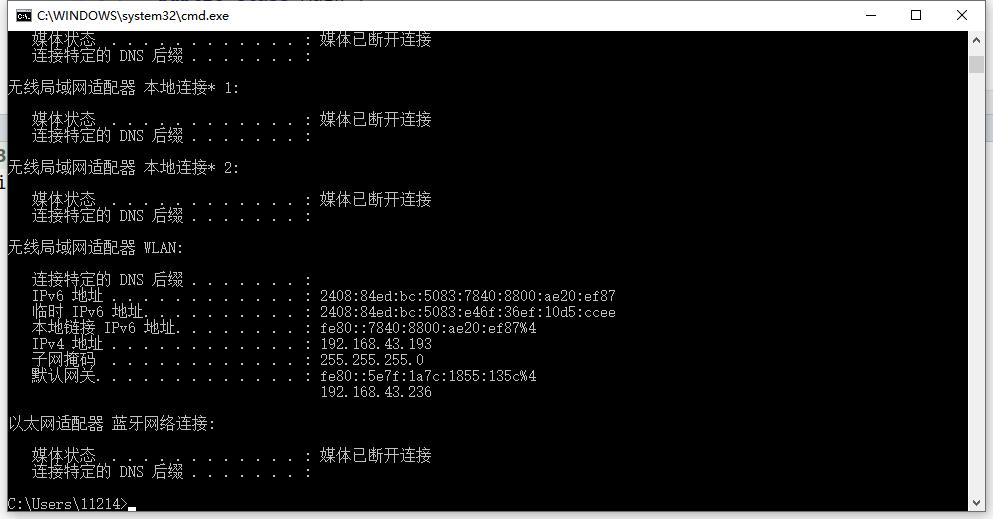 C:\WINDOWS\system32\cmd.exe
媒体状态 . . . . . . . . . . . . : 媒体已断开连接
连接特定的 DNS 后缀 . . . . . . . :
无线局域网适配器 本地连接* 1:
媒体状态 . . . . . . . . . . . . : 媒体已断开连接
连接特定的 DNS 后缀 . . . . . . . :
无线局域网适配器 本地连接* 2:
媒体状态 . . . . . . . . . . . . : 媒体已断开连接
连接特定的 DNS 后缀 . . . . . . . :
无线局域网适配器 WLAN:
连接特定的 DNS 后缀 . . . . . . . :
IPv6 地址 . . . . . . . . . . . . : 2408:84ed:bc:5083:7840:8800:ae20:ef87
临时 IPv6 地址. . . . . . . . . . : 2408:84ed:bc:5083:e46f:36ef:10d5:ccee
本地链接 IPv6 地址. . . . . . . . : fe80::7840:8800:ae20:ef87%4
IPv4 地址 . . . . . . . . . . . . : 192.168.43.193
子网掩码  . . . . . . . . . . . . : 255.255.255.0
默认网关. . . . . . . . . . . . . : fe80::5e7f:1a7c:1855:135c%4
192.168.43.236
以太网适配器 蓝牙网络连接:
媒体状态 . . . . . . . . . . . . : 媒体已断开连接
连接特定的 DNS 后缀 . . . . . . . :
C:\Users\11214>